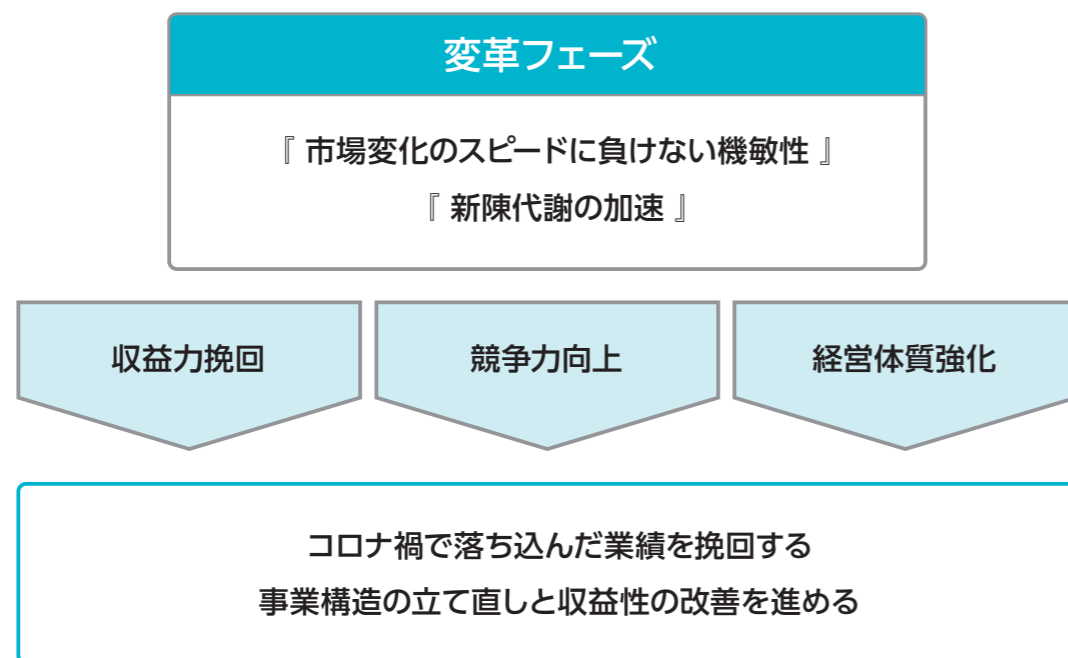 変革フェーズ
『 市場変化のスピードに負けない機敏性 』
『 新陳代謝の加速 』
収益力挽回
競争力向上
経営体質強化
コロナ禍で落ち込んだ業績を挽回する
事業構造の立て直しと収益性の改善を進める